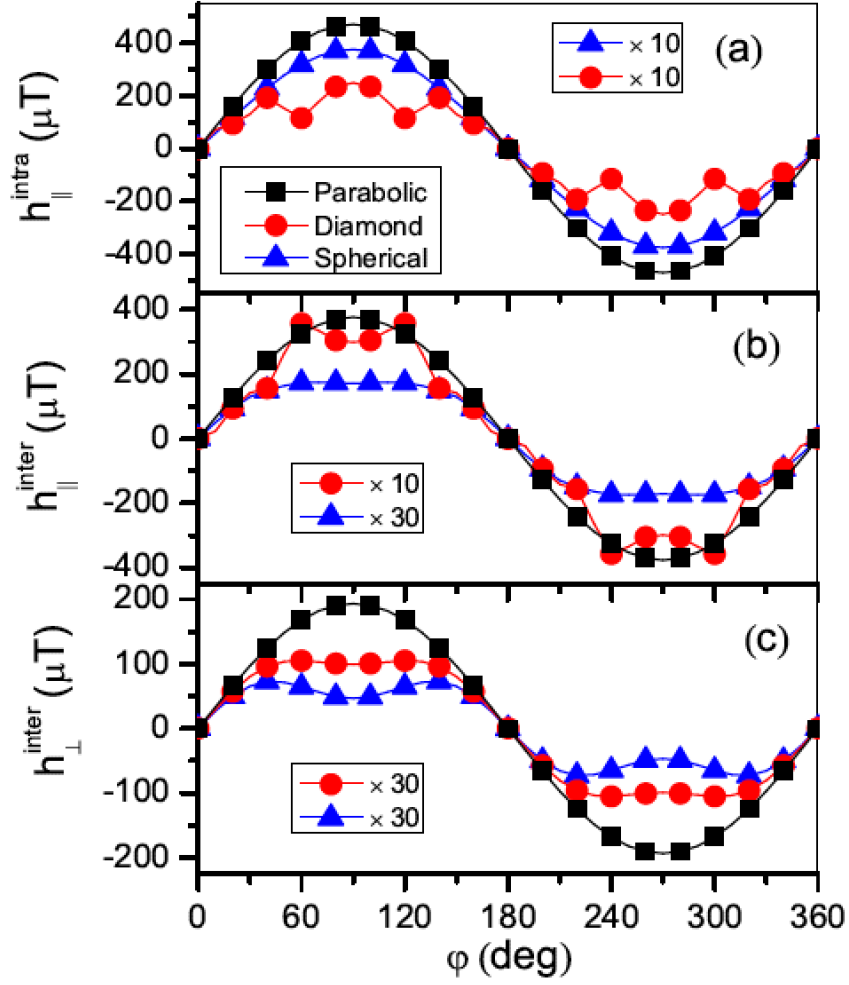 400
200
0
-200
-400
h∥^intra (μT)
(a)
× 10
× 10
Parabolic
Diamond
Spherical
400
200
0
-200
-400
h∥^inter (μT)
(b)
× 10
× 30
200
100
0
-100
-200
h⊥^inter (μT)
(c)
× 30
× 30
0 60 120 180 240 300 360
φ (deg)